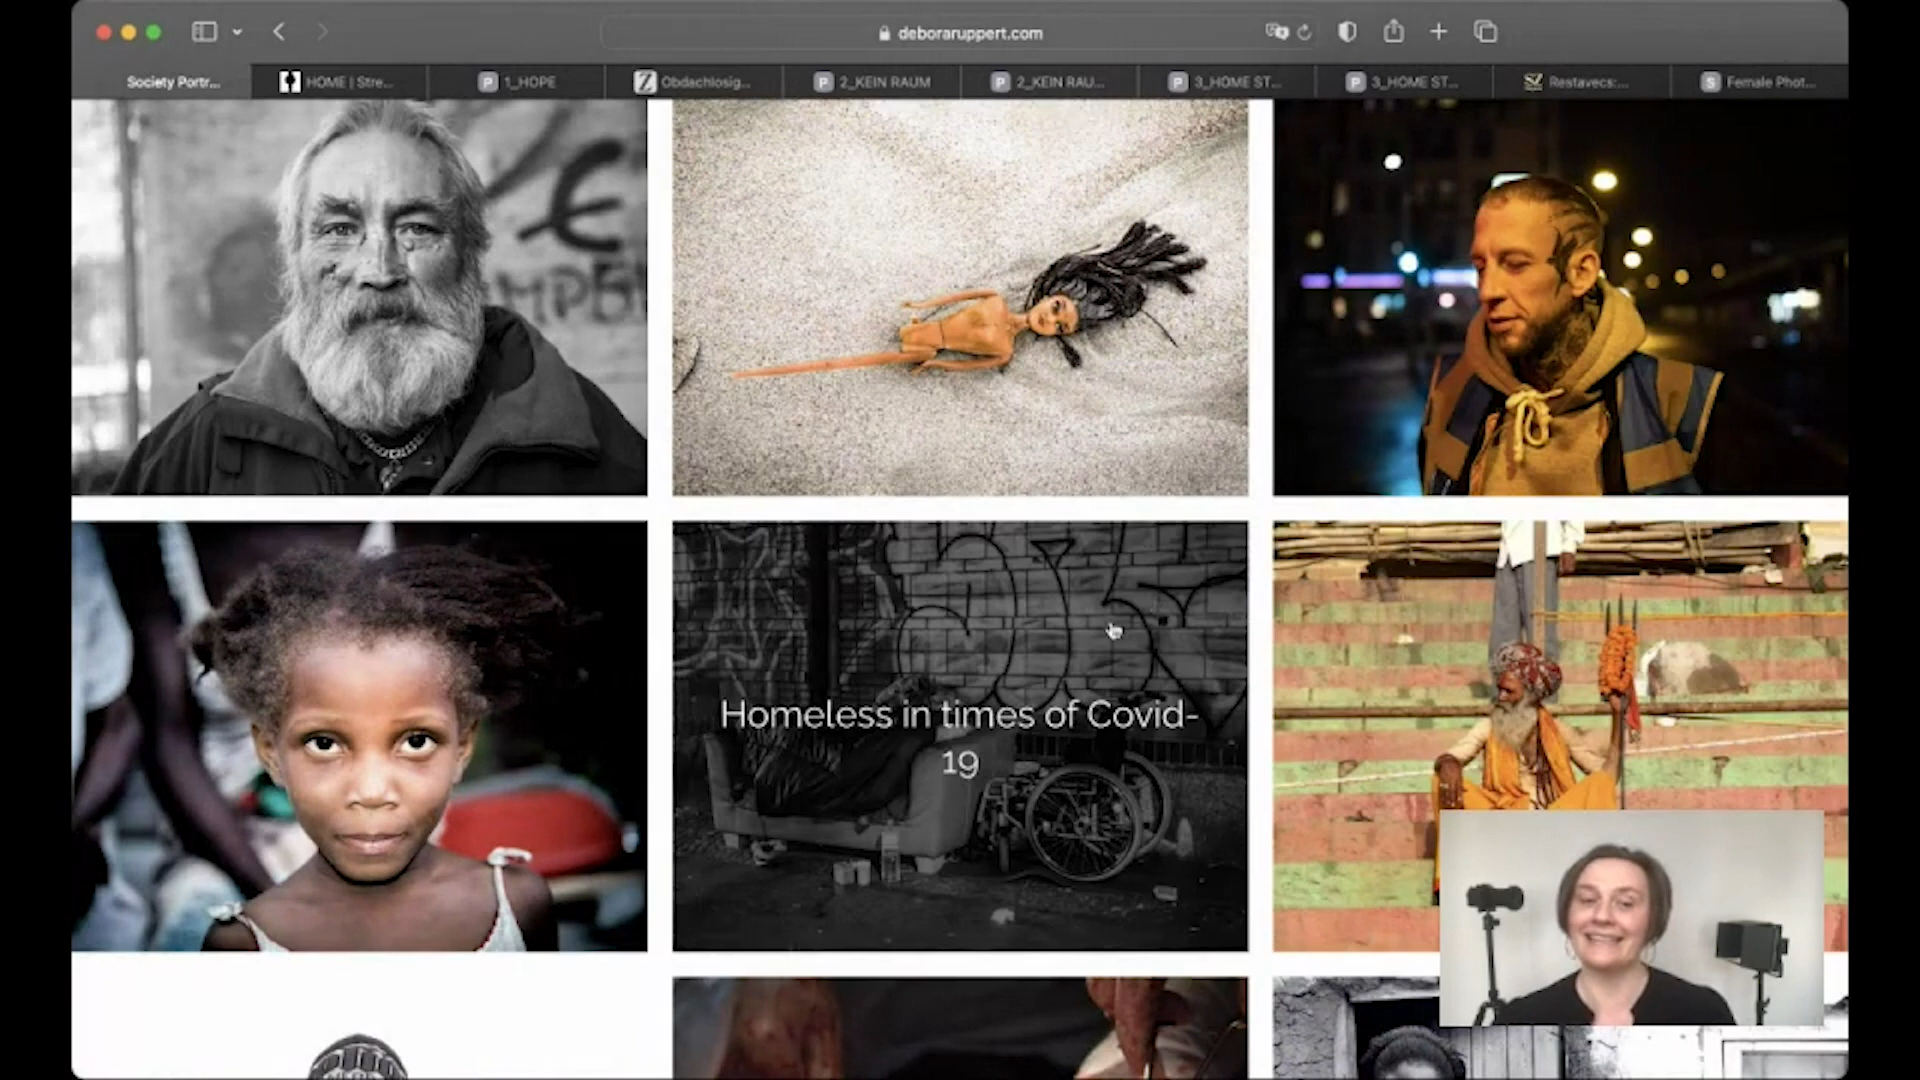 deboraruppert.com
Society Portr...
HOME | Stre...
1_HOPE
Obdachlosig...
2_KEIN RAUM
2_KEIN RAU...
3_HOME ST...
3_HOME ST...
Restavecs:...
Female Phot...
Homeless in times of Covid-
19